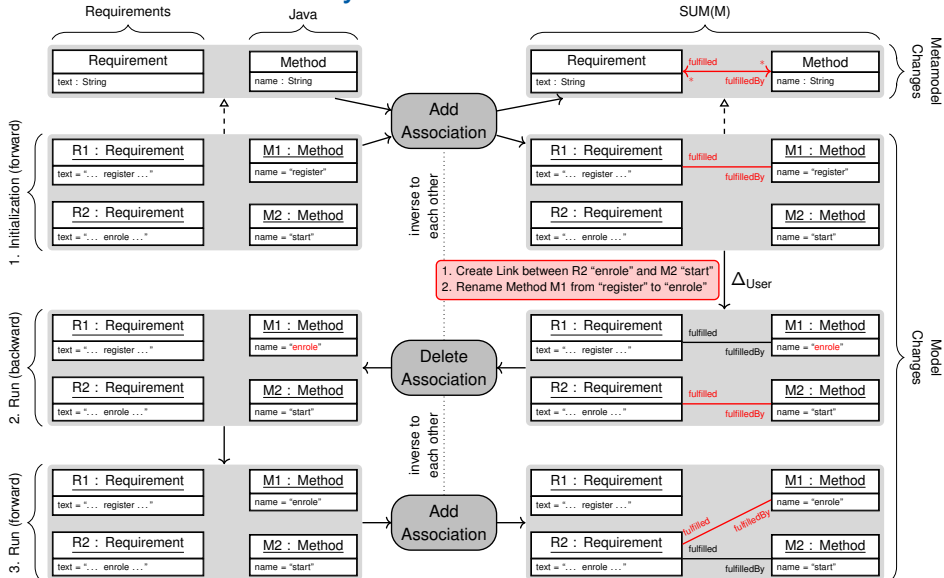 Requirements
Java
SUM(M)
Requirement
text : String
Method
name : String
Requirement
text : String
fulfilled
*
*
fulfilledBy
Method
name : String
Metamodel
Changes
Add
Association
1. Initialization (forward)
R1 : Requirement
text = “... register ...”
M1 : Method
name = “register”
R2 : Requirement
text = “... enrole ...”
M2 : Method
name = “start”
inverse to
each other
R1 : Requirement
text = “... register ...”
fulfilled
fulfilledBy
M1 : Method
name = “register”
R2 : Requirement
text = “... enrole ...”
M2 : Method
name = “start”
1. Create Link between R2 “enrole” and M2 “start”
2. Rename Method M1 from “register” to “enrole”
ΔUser
Model
Changes
2. Run (backward)
R1 : Requirement
text = “... register ...”
M1 : Method
name = “enrole”
R2 : Requirement
text = “... enrole ...”
M2 : Method
name = “start”
Delete
Association
R1 : Requirement
text = “... register ...”
fulfilled
fulfilledBy
M1 : Method
name = “enrole”
R2 : Requirement
text = “... enrole ...”
fulfilled
fulfilledBy
M2 : Method
name = “start”
inverse to
each other
3. Run (forward)
R1 : Requirement
text = “... register ...”
M1 : Method
name = “enrole”
R2 : Requirement
text = “... enrole ...”
M2 : Method
name = “start”
Add
Association
R1 : Requirement
text = “... register ...”
M1 : Method
name = “enrole”
fulfilled
fulfilledBy
R2 : Requirement
text = “... enrole ...”
fulfilled
fulfilledBy
M2 : Method
name = “start”